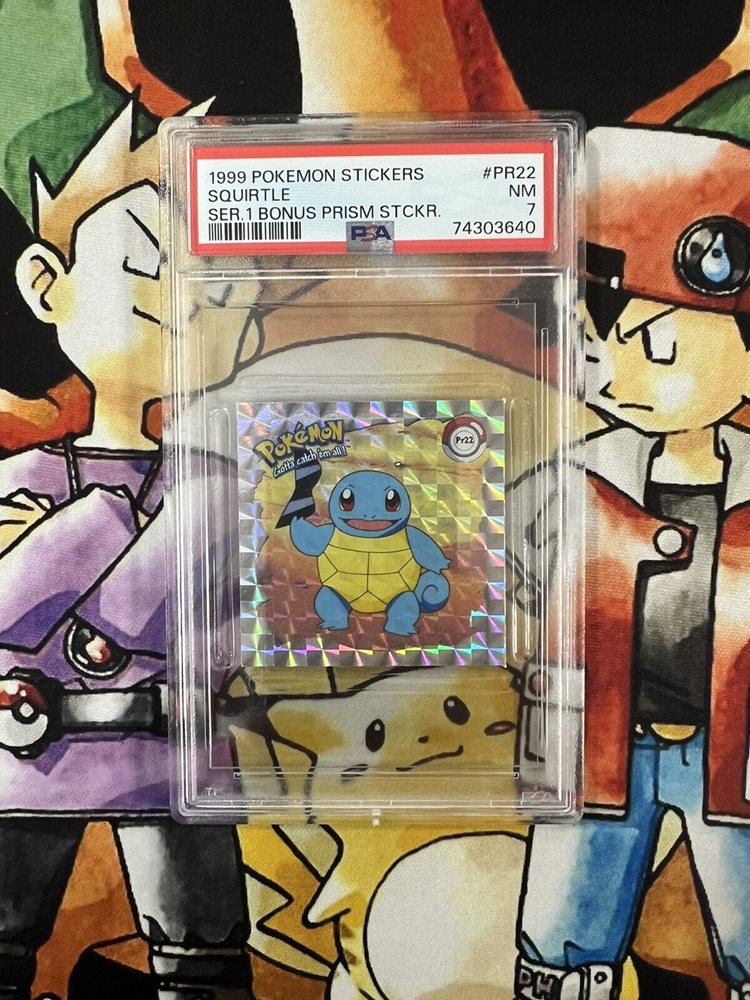 1999 POKEMON STICKERS #PR22
SQUIRTLE NM
SER.1 BONUS PRISM STCKR. 7
PSA 74303640
POKéMON
Gotta catch 'em all!
Pr22